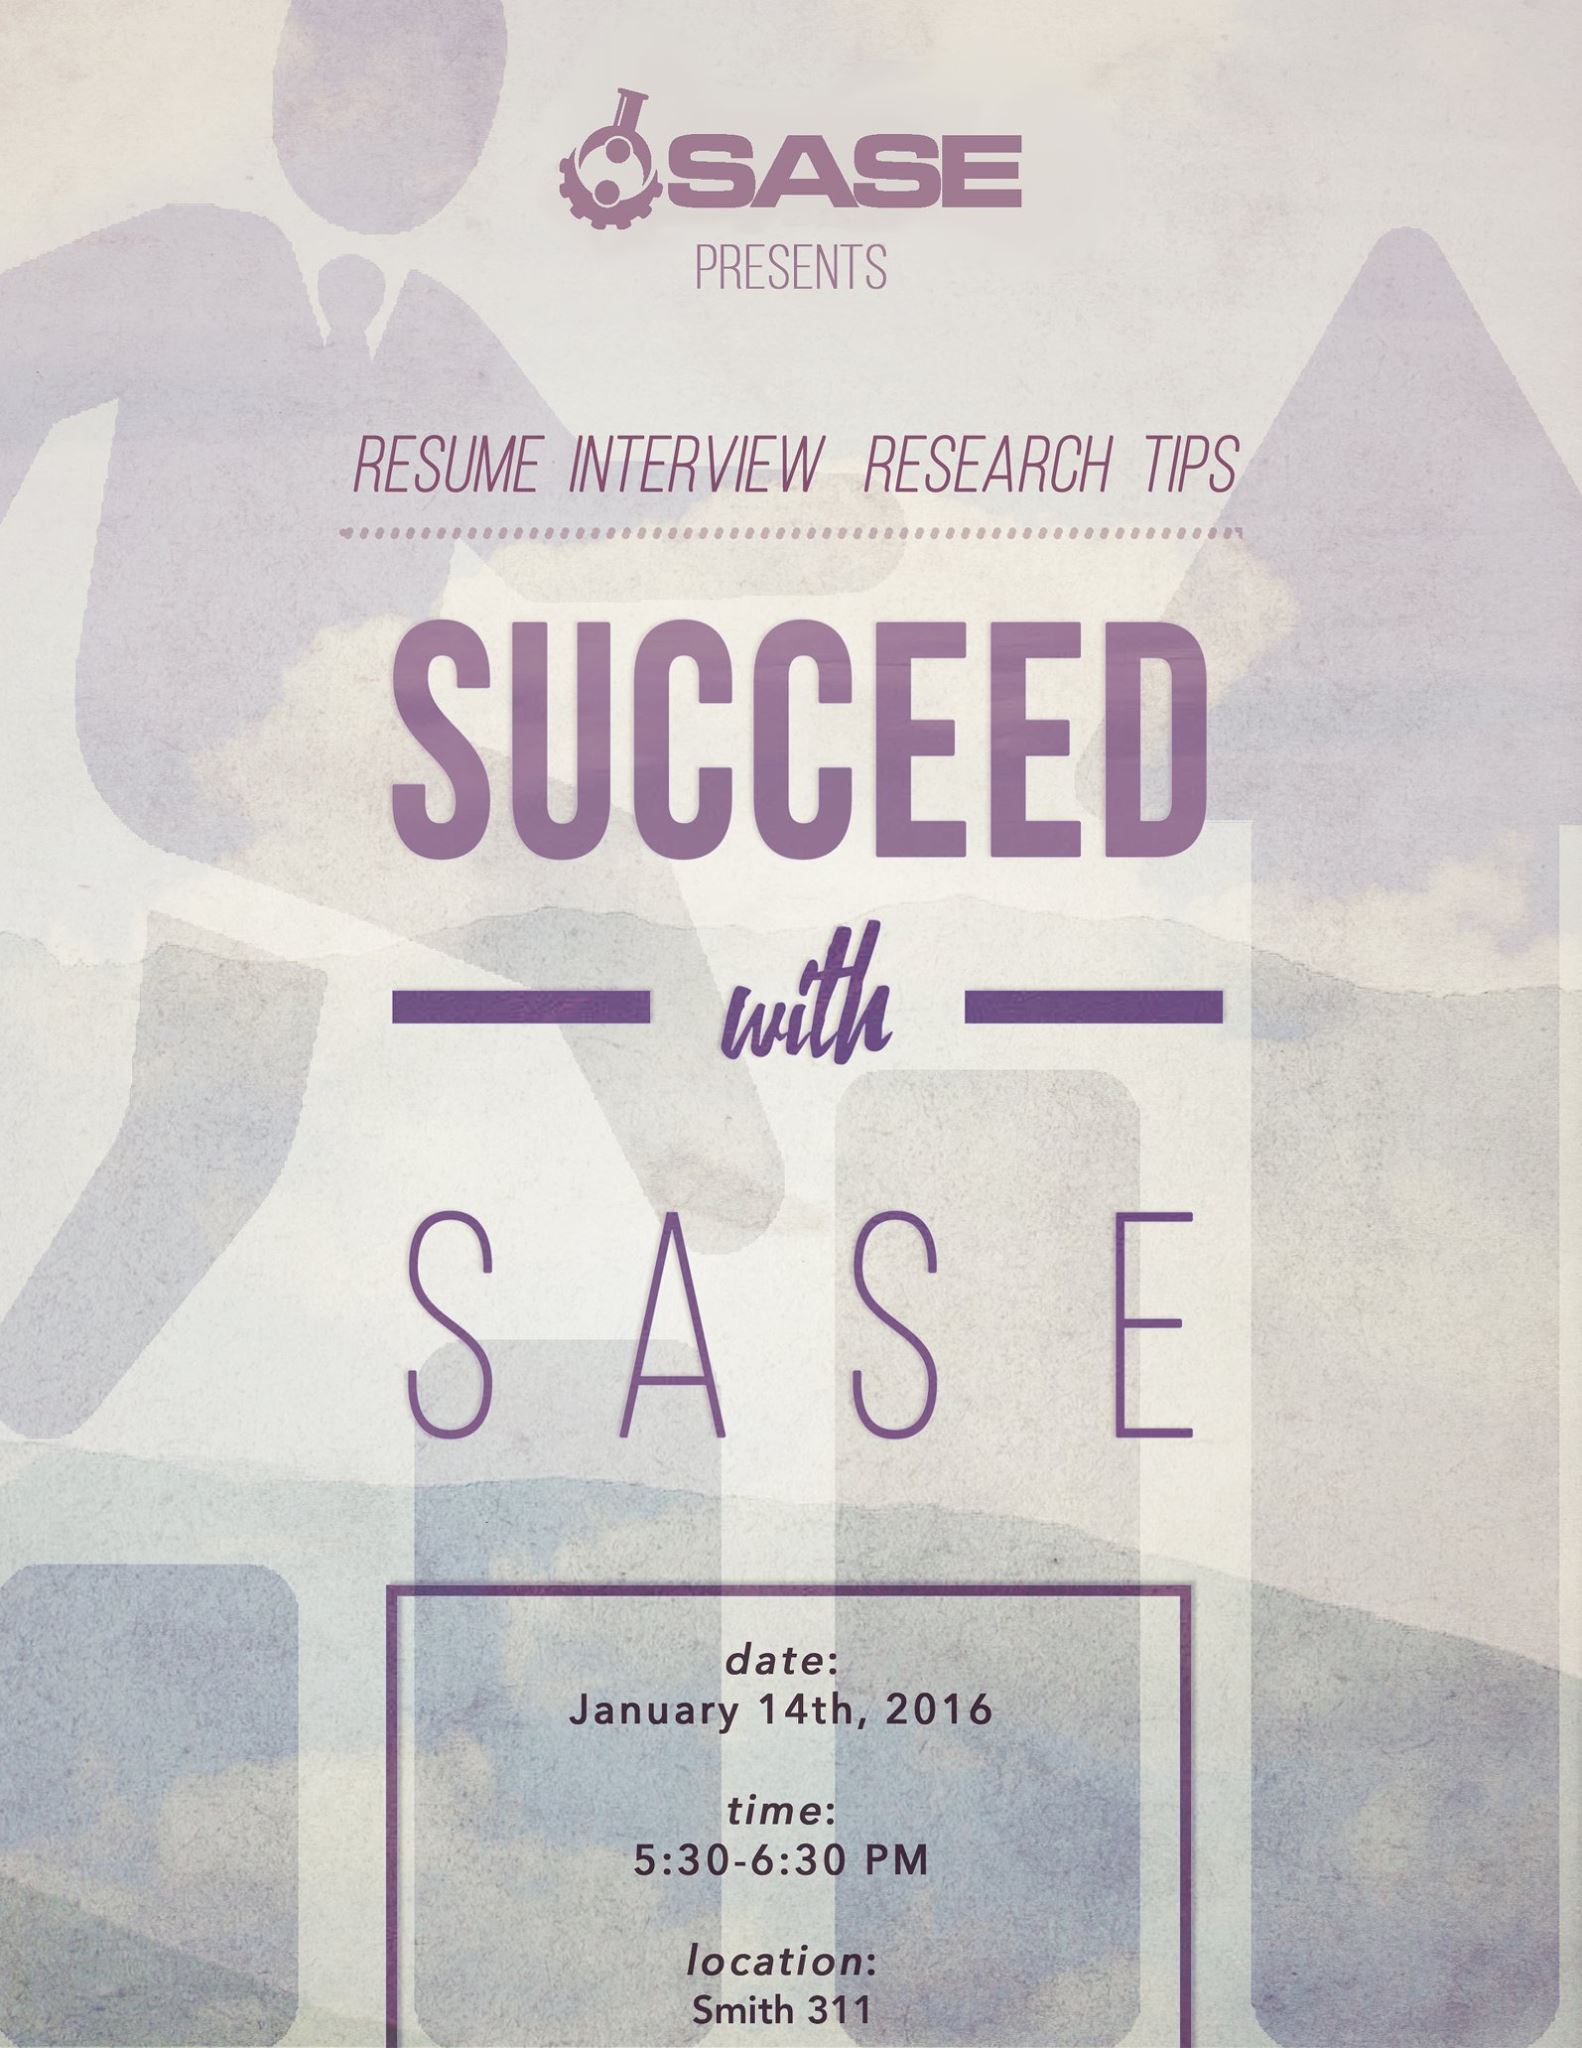 SASE
PRESENTS
RESUME INTERVIEW RESEARCH TIPS
SUCCEED
with
SASE
date:
January 14th, 2016
time:
5:30-6:30 PM
location:
Smith 311